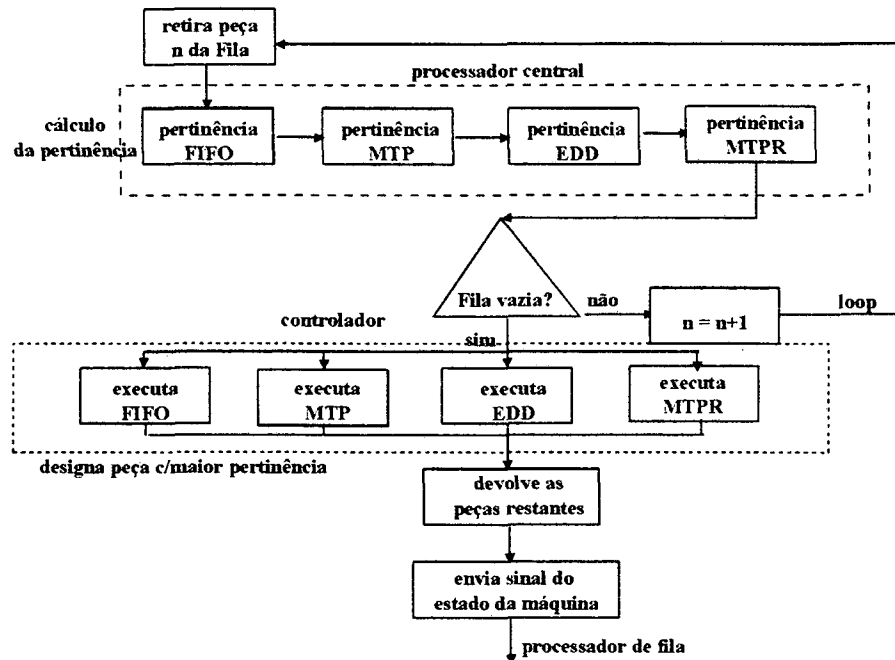 retira peça
n da Fila
processador central
cálculo
da pertinência
pertinência
FIFO
pertinência
MTP
pertinência
EDD
pertinência
MTPR
Fila vazia?
não
n = n+1
loop
controlador
sim
executa
FIFO
executa
MTP
executa
EDD
executa
MTPR
designa peça c/maior pertinência
devolve as
peças restantes
envia sinal do
estado da máquina
processador de fila